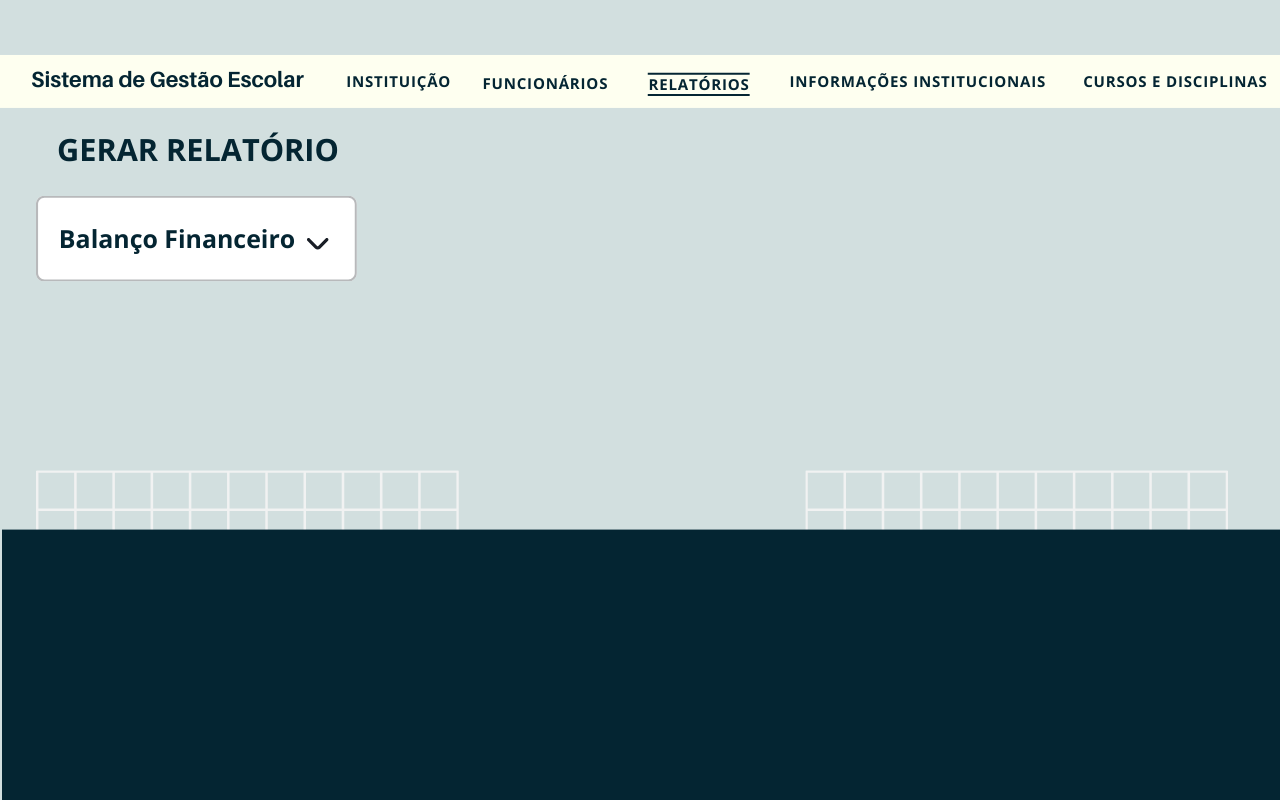 Sistema de Gestão Escolar INSTITUIÇÃO FUNCIONÁRIOS RELATÓRIOS INFORMAÇÕES INSTITUCIONAIS CURSOS E DISCIPLINAS
GERAR RELATÓRIO
Balanço Financeiro